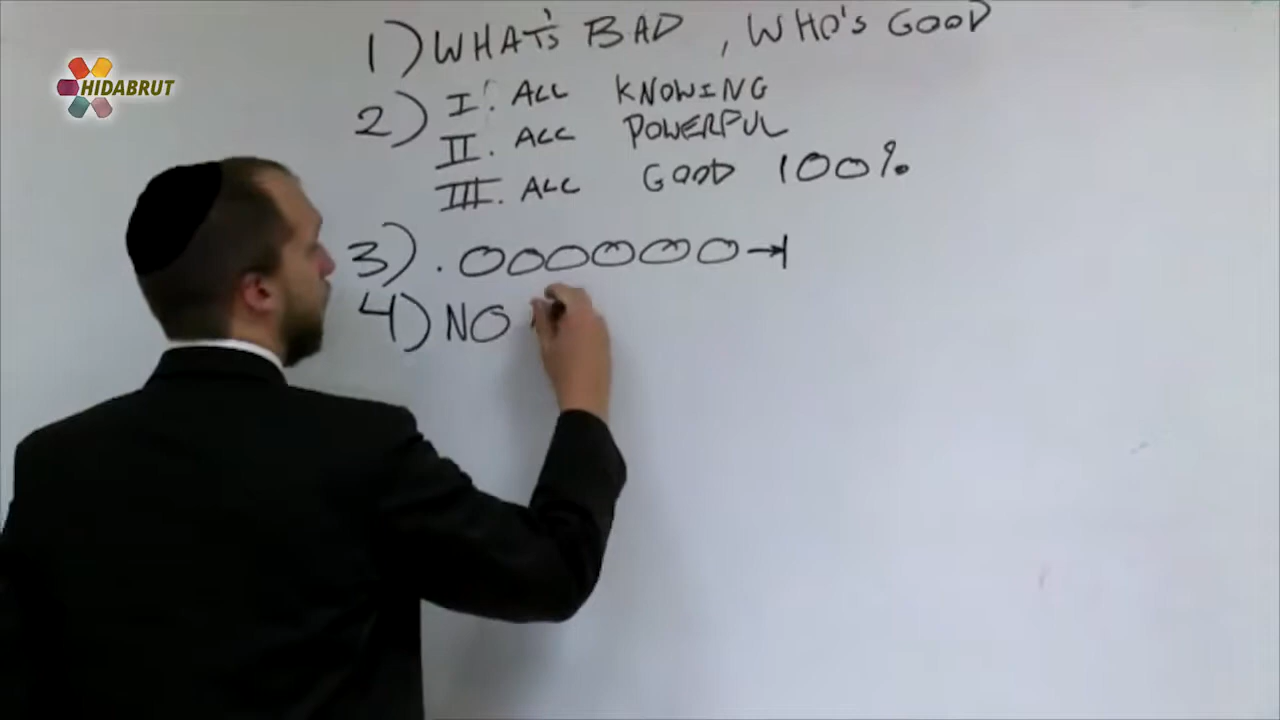 HIDABRUT
1) WHAT'S BAD, WHO'S GOOD
2) I. ALL KNOWING
II. ALL POWERFUL
III. ALL GOOD 100%
3) .000000→|
4) NO